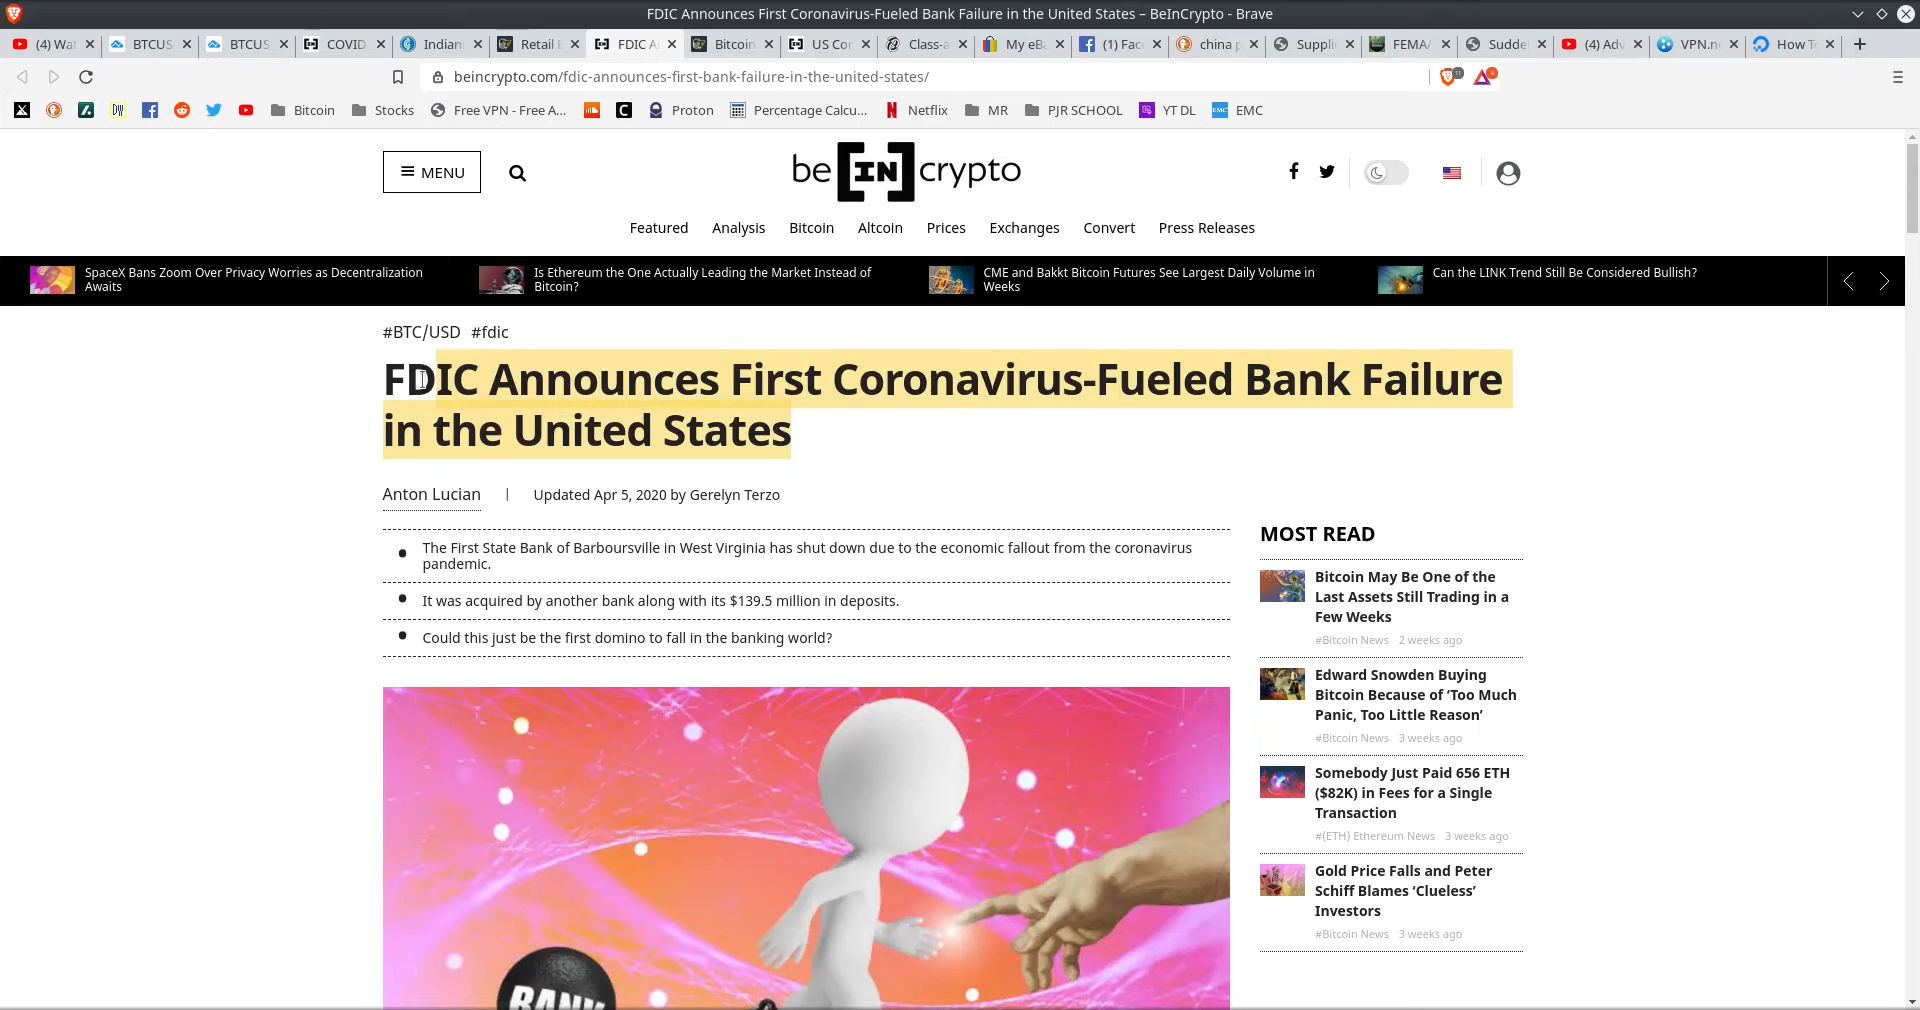 FDIC Announces First Coronavirus-Fueled Bank Failure in the United States – BeInCrypto - Brave
(4) Wat BTCUS BTCUS COVID Indian Retail E FDIC A Bitcoin US Cor Class-a My eB (1) Fac china p Suppli FEMA/ Sudde (4) Adv VPN.n How T
beincrypto.com/fdic-announces-first-bank-failure-in-the-united-states/
Bitcoin Stocks Free VPN - Free A... Proton Percentage Calcu... Netflix MR PJR SCHOOL YT DL EMC
MENU be[IN]crypto
Featured Analysis Bitcoin Altcoin Prices Exchanges Convert Press Releases
SpaceX Bans Zoom Over Privacy Worries as Decentralization
Awaits
Is Ethereum the One Actually Leading the Market Instead of
Bitcoin?
CME and Bakkt Bitcoin Futures See Largest Daily Volume in
Weeks
Can the LINK Trend Still Be Considered Bullish?
#BTC/USD #fdic
FDIC Announces First Coronavirus-Fueled Bank Failure
in the United States
Anton Lucian | Updated Apr 5, 2020 by Gerelyn Terzo
The First State Bank of Barboursville in West Virginia has shut down due to the economic fallout from the coronavirus
pandemic.
It was acquired by another bank along with its $139.5 million in deposits.
Could this just be the first domino to fall in the banking world?
BANK
MOST READ
Bitcoin May Be One of the
Last Assets Still Trading in a
Few Weeks
#Bitcoin News 2 weeks ago
Edward Snowden Buying
Bitcoin Because of ‘Too Much
Panic, Too Little Reason’
#Bitcoin News 3 weeks ago
Somebody Just Paid 656 ETH
($82K) in Fees for a Single
Transaction
#(ETH) Ethereum News 3 weeks ago
Gold Price Falls and Peter
Schiff Blames ‘Clueless’
Investors
#Bitcoin News 3 weeks ago